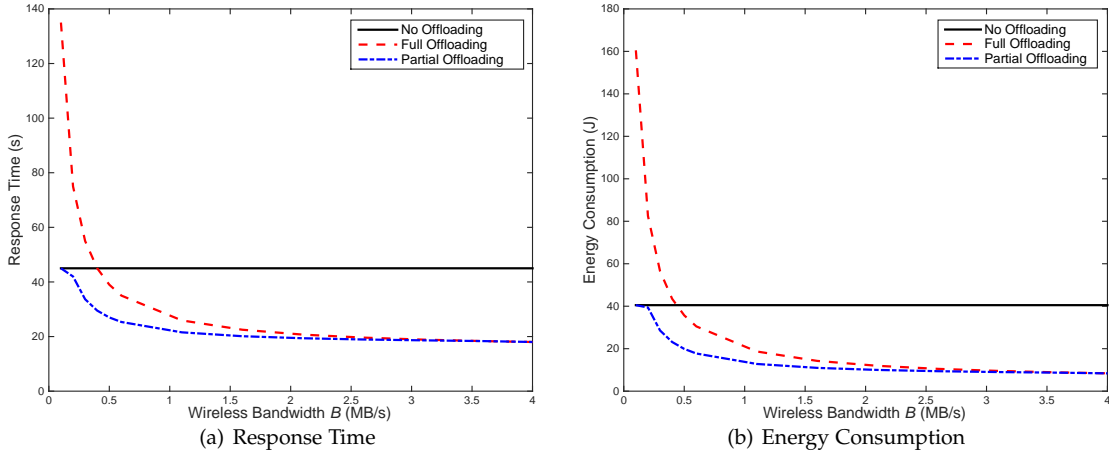 140
120
100
80
60
40
20
0
Response Time (s)
No Offloading
Full Offloading
Partial Offloading
0 0.5 1 1.5 2 2.5 3 3.5 4
Wireless Bandwidth B (MB/s)
(a) Response Time
180
160
140
120
100
80
60
40
20
0
Energy Consumption (J)
No Offloading
Full Offloading
Partial Offloading
0 0.5 1 1.5 2 2.5 3 3.5 4
Wireless Bandwidth B (MB/s)
(b) Energy Consumption